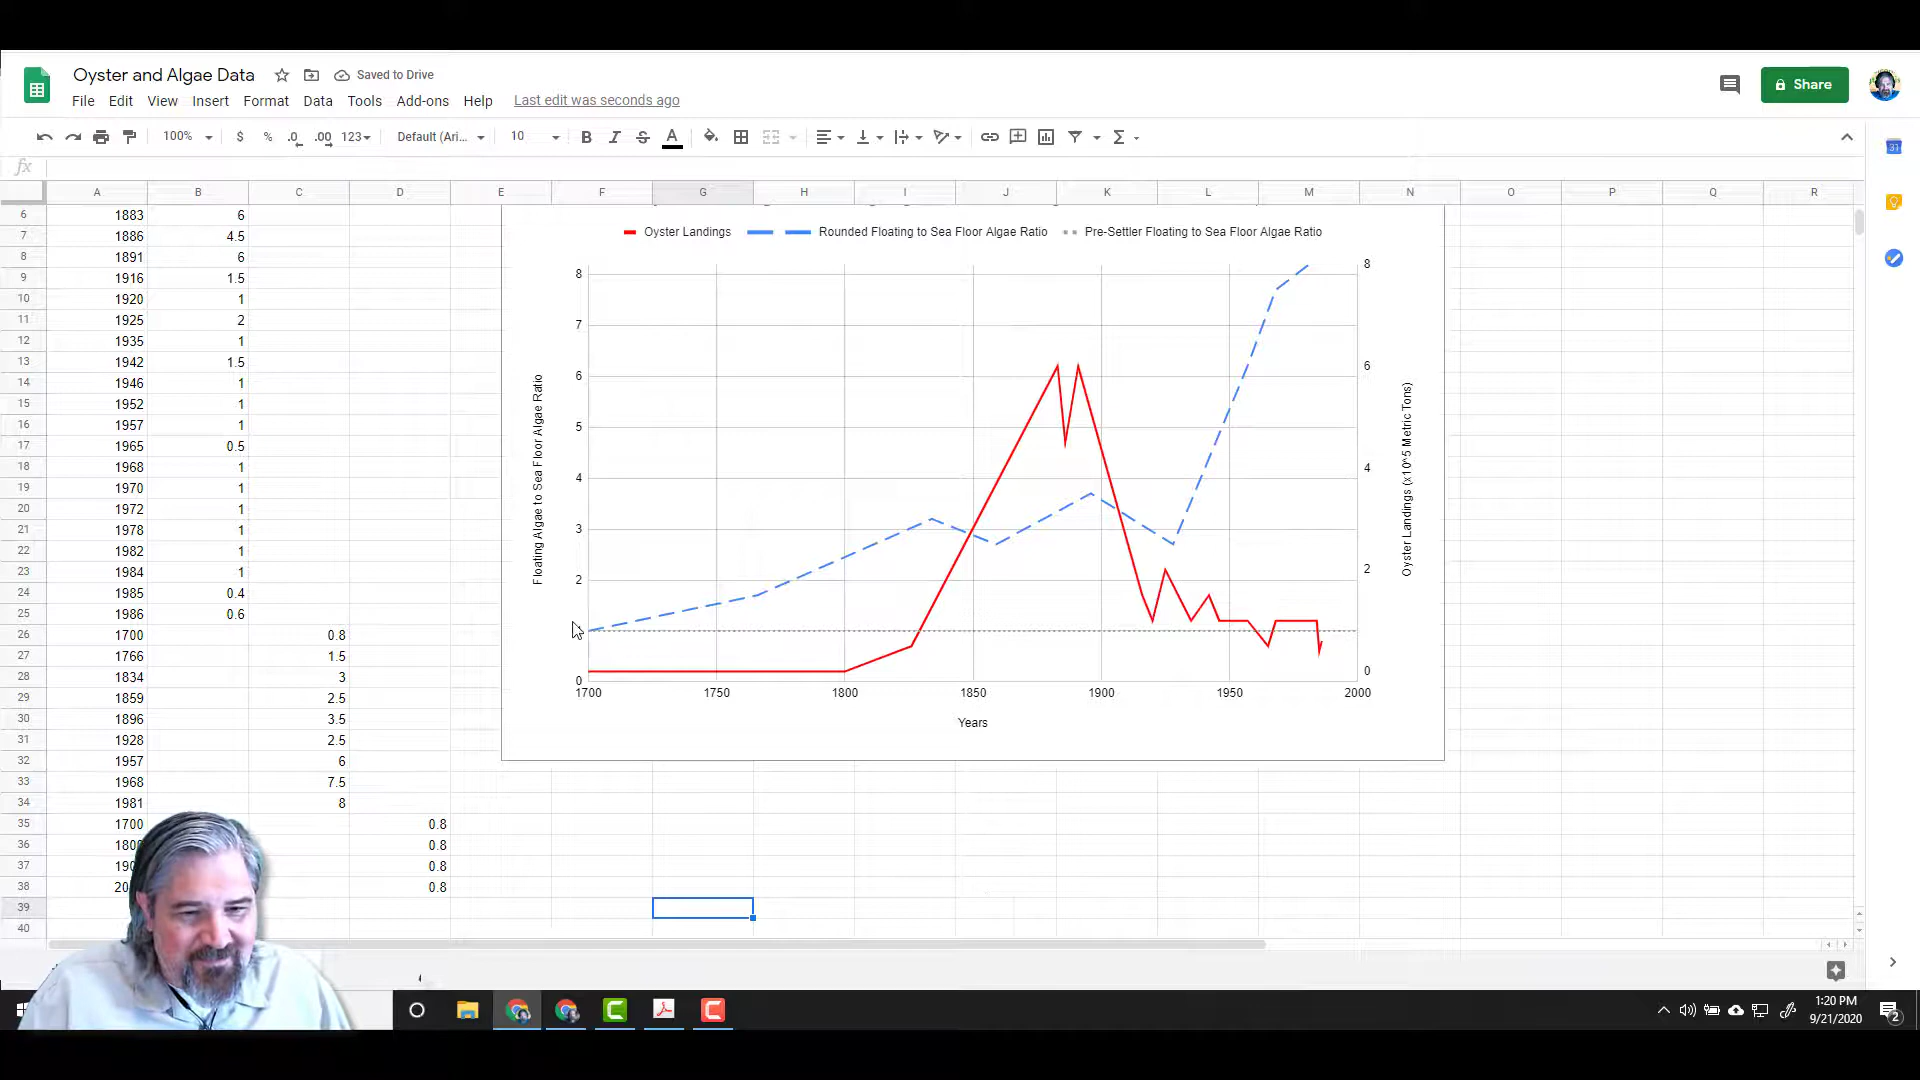 Oyster and Algae Data Saved to Drive
File Edit View Insert Format Data Tools Add-ons Help Last edit was seconds ago
Share
100% $ % .0 .00 123 Default (Ari... 10 B I S A
fx
A B C D E F G H I J K L M N O P Q R
6 1883 6
7 1886 4.5
8 1891 6
9 1916 1.5
10 1920 1
11 1925 2
12 1935 1
13 1942 1.5
14 1946 1
15 1952 1
16 1957 1
17 1965 0.5
18 1968 1
19 1970 1
20 1972 1
21 1978 1
22 1982 1
23 1984 1
24 1985 0.4
25 1986 0.6
26 1700 0.8
27 1766 1.5
28 1834 3
29 1859 2.5
30 1896 3.5
31 1928 2.5
32 1957 6
33 1968 7.5
34 1981 8
35 1700 0.8
36 0.8
37 0.8
38 0.8
39
40
Oyster Landings Rounded Floating to Sea Floor Algae Ratio Pre-Settler Floating to Sea Floor Algae Ratio
Floating Algae to Sea Floor Algae Ratio
8
7
6
5
4
3
2
0
1700 1750 1800 1850 1900 1950 2000
Years
8
6
4
2
0
Oyster Landings (x10^5 Metric Tons)
31
1:20 PM
9/21/2020
2